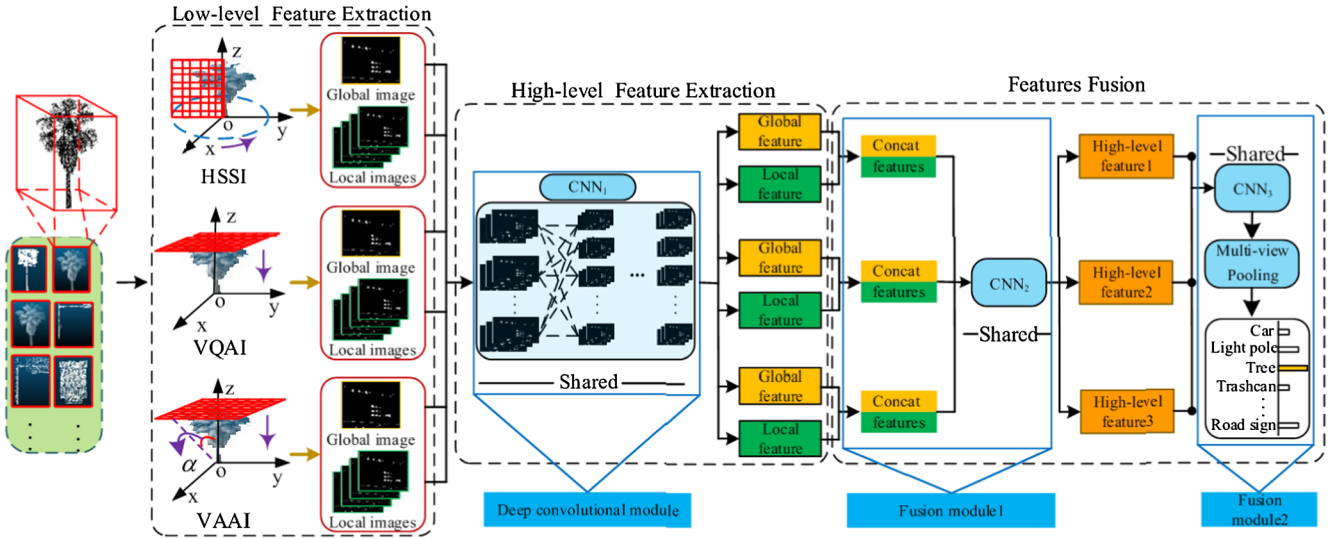 Low-level Feature Extraction
z
o
y
x
HSSI
Global image
Local images
z
o
y
x
VQAI
Global image
Local images
z
α
o
y
x
VAAI
Global image
Local images
High-level Feature Extraction
CNN1
...
Shared
Deep convolutional module
Global
feature
Local
feature
Global
feature
Local
feature
Global
feature
Local
feature
Features Fusion
Concat
features
Concat
features
Concat
features
CNN2
Shared
Fusion module1
High-level
feature1
High-level
feature2
High-level
feature3
Shared
CNN3
Multi-view
Pooling
Car
Light pole
Tree
Trashcan
Road sign
Fusion
module2